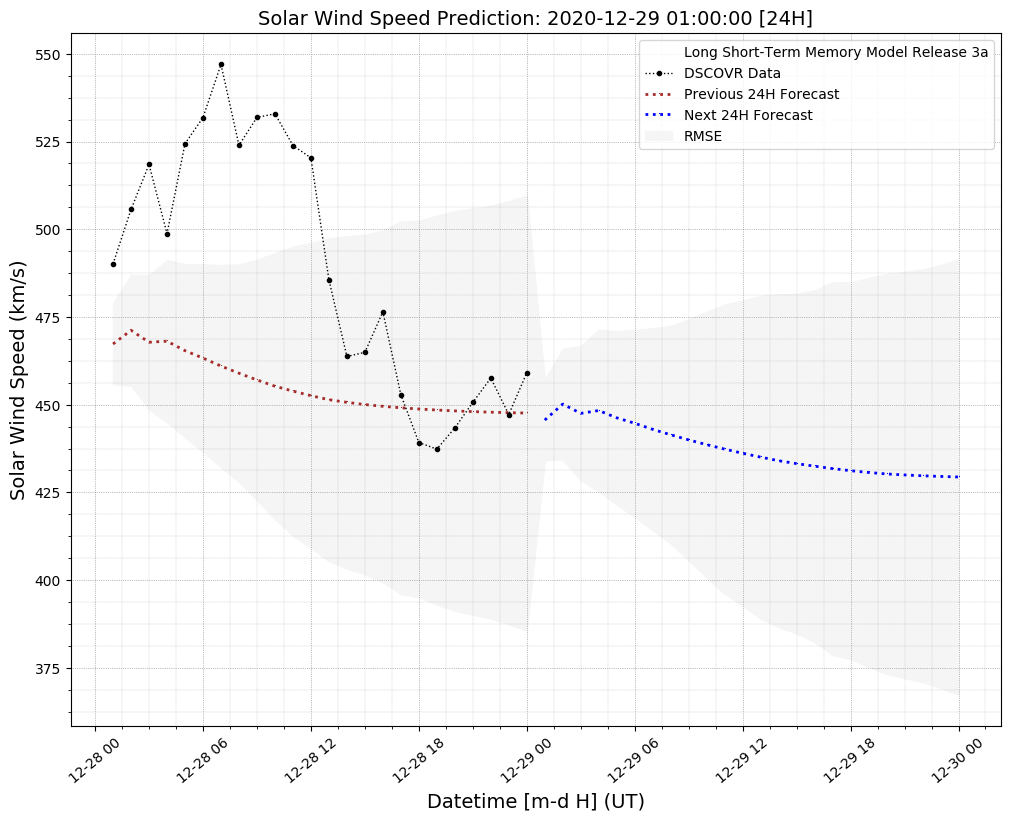 Solar Wind Speed Prediction: 2020-12-29 01:00:00 [24H]
Long Short-Term Memory Model Release 3a
DSCOVR Data
Previous 24H Forecast
Next 24H Forecast
RMSE
Solar Wind Speed (km/s)
550
525
500
475
450
425
400
375
12-28 00
12-28 06
12-28 12
12-28 18
12-29 00
12-29 06
12-29 12
12-29 18
12-30 00
Datetime [m-d H] (UT)